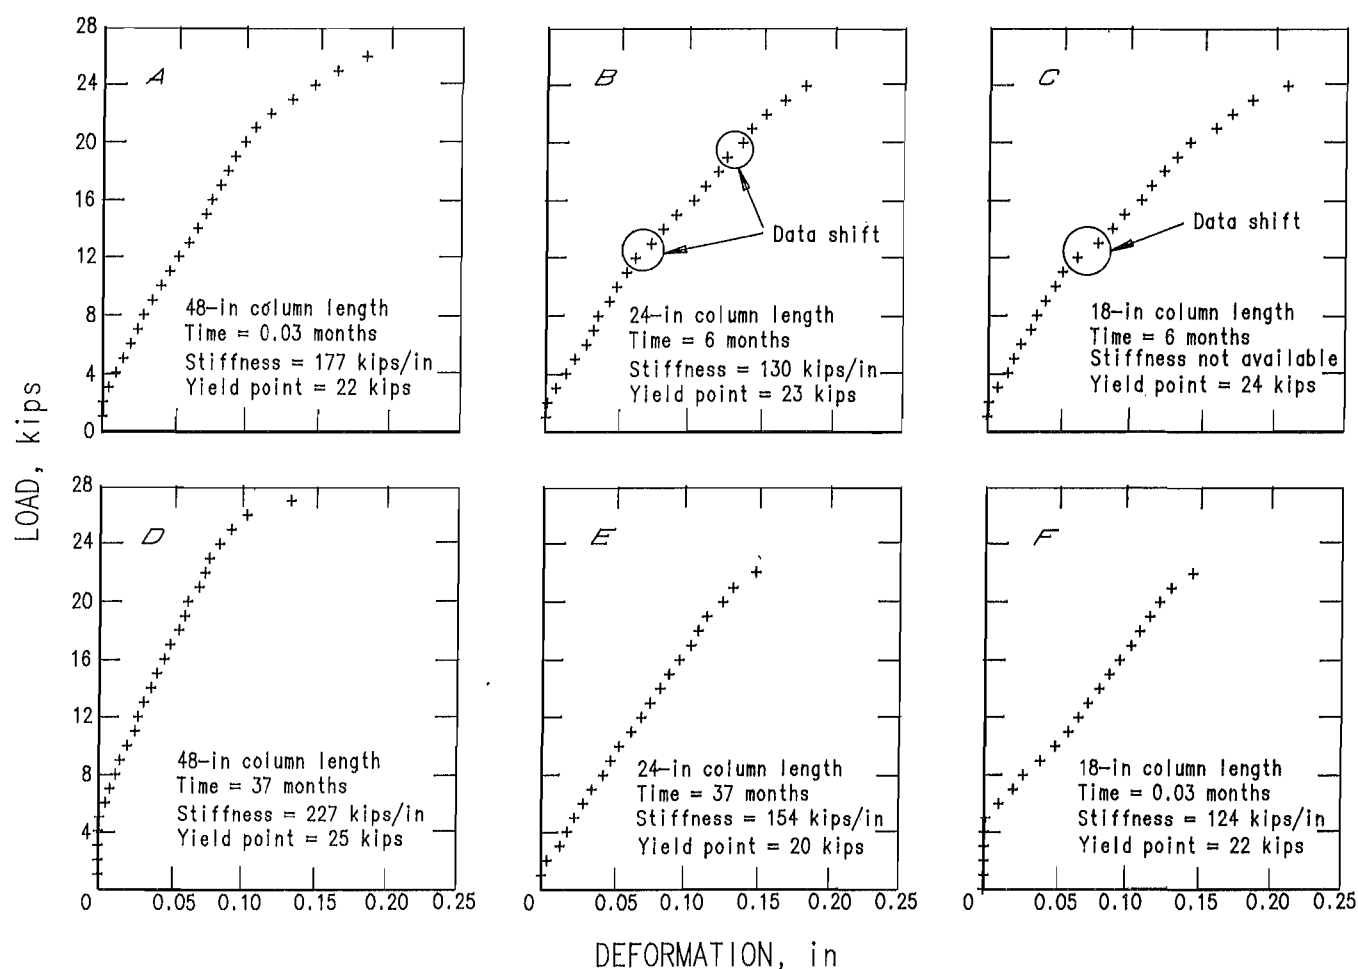 28
24
20
16
12
8
4
0
A
48-in column length
Time = 0.03 months
Stiffness = 177 kips/in
Yield point = 22 kips
B
Data shift
24-in column length
Time = 6 months
Stiffness = 130 kips/in
Yield point = 23 kips
C
Data shift
18-in column length
Time = 6 months
Stiffness not available
Yield point = 24 kips
LOAD, kips
28
24
20
16
12
8
4
D
48-in column length
Time = 37 months
Stiffness = 227 kips/in
Yield point = 25 kips
0 0.05 0.10 0.15 0.20 0.25
E
24-in column length
Time = 37 months
Stiffness = 154 kips/in
Yield point = 20 kips
0 0.05 0.10 0.15 0.20 0.25
F
18-in column length
Time = 0.03 months
Stiffness = 124 kips/in
Yield point = 22 kips
0 0.05 0.10 0.15 0.20 0.25
DEFORMATION, in